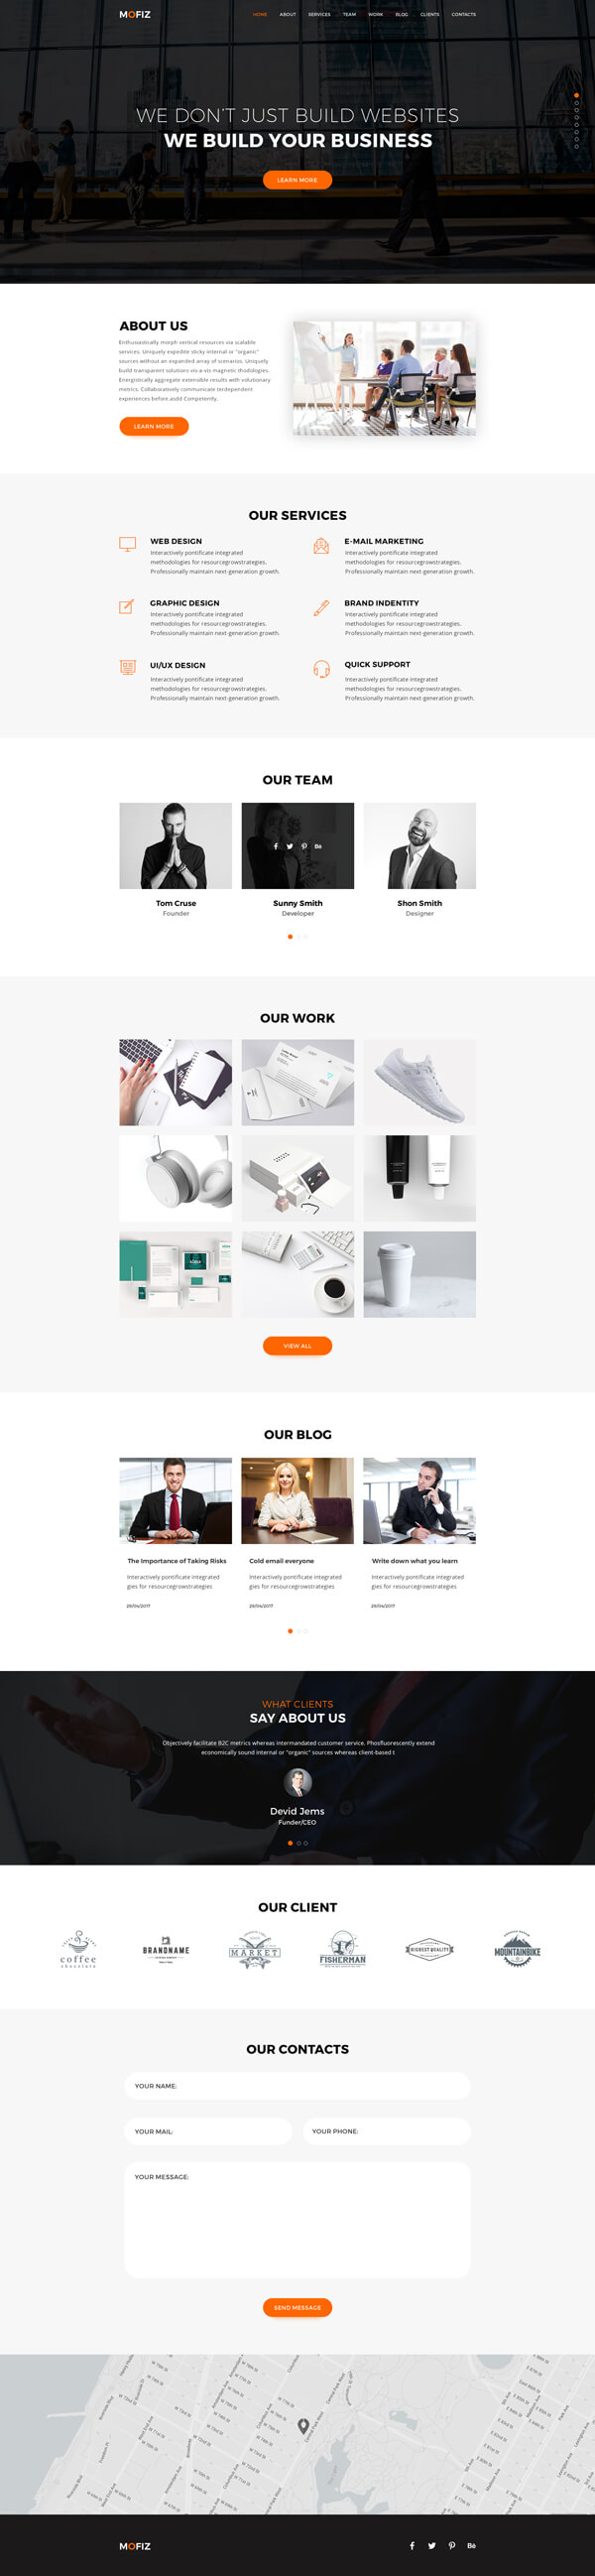 MOFIZ
HOME ABOUT SERVICES TEAM WORK BLOG CLIENTS CONTACTS
WE DON'T JUST BUILD WEBSITES
WE BUILD YOUR BUSINESS
LEARN MORE
ABOUT US
Enthusiastically morph vertical resources via scalable
services. Uniquely expedite sticky internal or "organic"
sources without an expanded array of scenarios. Uniquely
build transparent solutions vis-a-vis magnetic thodologies.
Energistically aggregate extensible results with volutionary
metrics. Collaboratively communicate terdependent
experiences before.asdd Competently.
LEARN MORE
OUR SERVICES
WEB DESIGN
Interactively pontificate integrated
methodologies for resourcegrowstrategies.
Professionally maintain next-generation growth.
E-MAIL MARKETING
Interactively pontificate integrated
methodologies for resourcegrowstrategies.
Professionally maintain next-generation growth.
GRAPHIC DESIGN
Interactively pontificate integrated
methodologies for resourcegrowstrategies.
Professionally maintain next-generation growth.
BRAND INDENTITY
Interactively pontificate integrated
methodologies for resourcegrowstrategies.
Professionally maintain next-generation growth.
UI/UX DESIGN
Interactively pontificate integrated
methodologies for resourcegrowstrategies.
Professionally maintain next-generation growth.
QUICK SUPPORT
Interactively pontificate integrated
methodologies for resourcegrowstrategies.
Professionally maintain next-generation growth.
OUR TEAM
Bē
Tom Cruse
Founder
Sunny Smith
Developer
Shon Smith
Designer
OUR WORK
VIEW ALL
OUR BLOG
The Importance of Taking Risks
Interactively pontificate integrated
gies for resourcegrowstrategies
29/04/2017
Cold email everyone
Interactively pontificate integrated
gies for resourcegrowstrategies
29/04/2017
Write down what you learn
Interactively pontificate integrated
gies for resourcegrowstrategies
29/04/2017
WHAT CLIENTS
SAY ABOUT US
Objectively facilitate B2C metrics whereas intermandated customer service. Phosfluorescently extend
economically sound internal or "organic" sources whereas client-based t
Devid Jems
Funder/CEO
OUR CLIENT
coffee
chocolate
BRANDNAME
MARKET
FISHERMAN
HIGHEST QUALITY
MOUNTAINBIKE
OUR CONTACTS
YOUR NAME:
YOUR MAIL:
YOUR PHONE:
YOUR MESSAGE:
SEND MESSAGE
MOFIZ
Bē